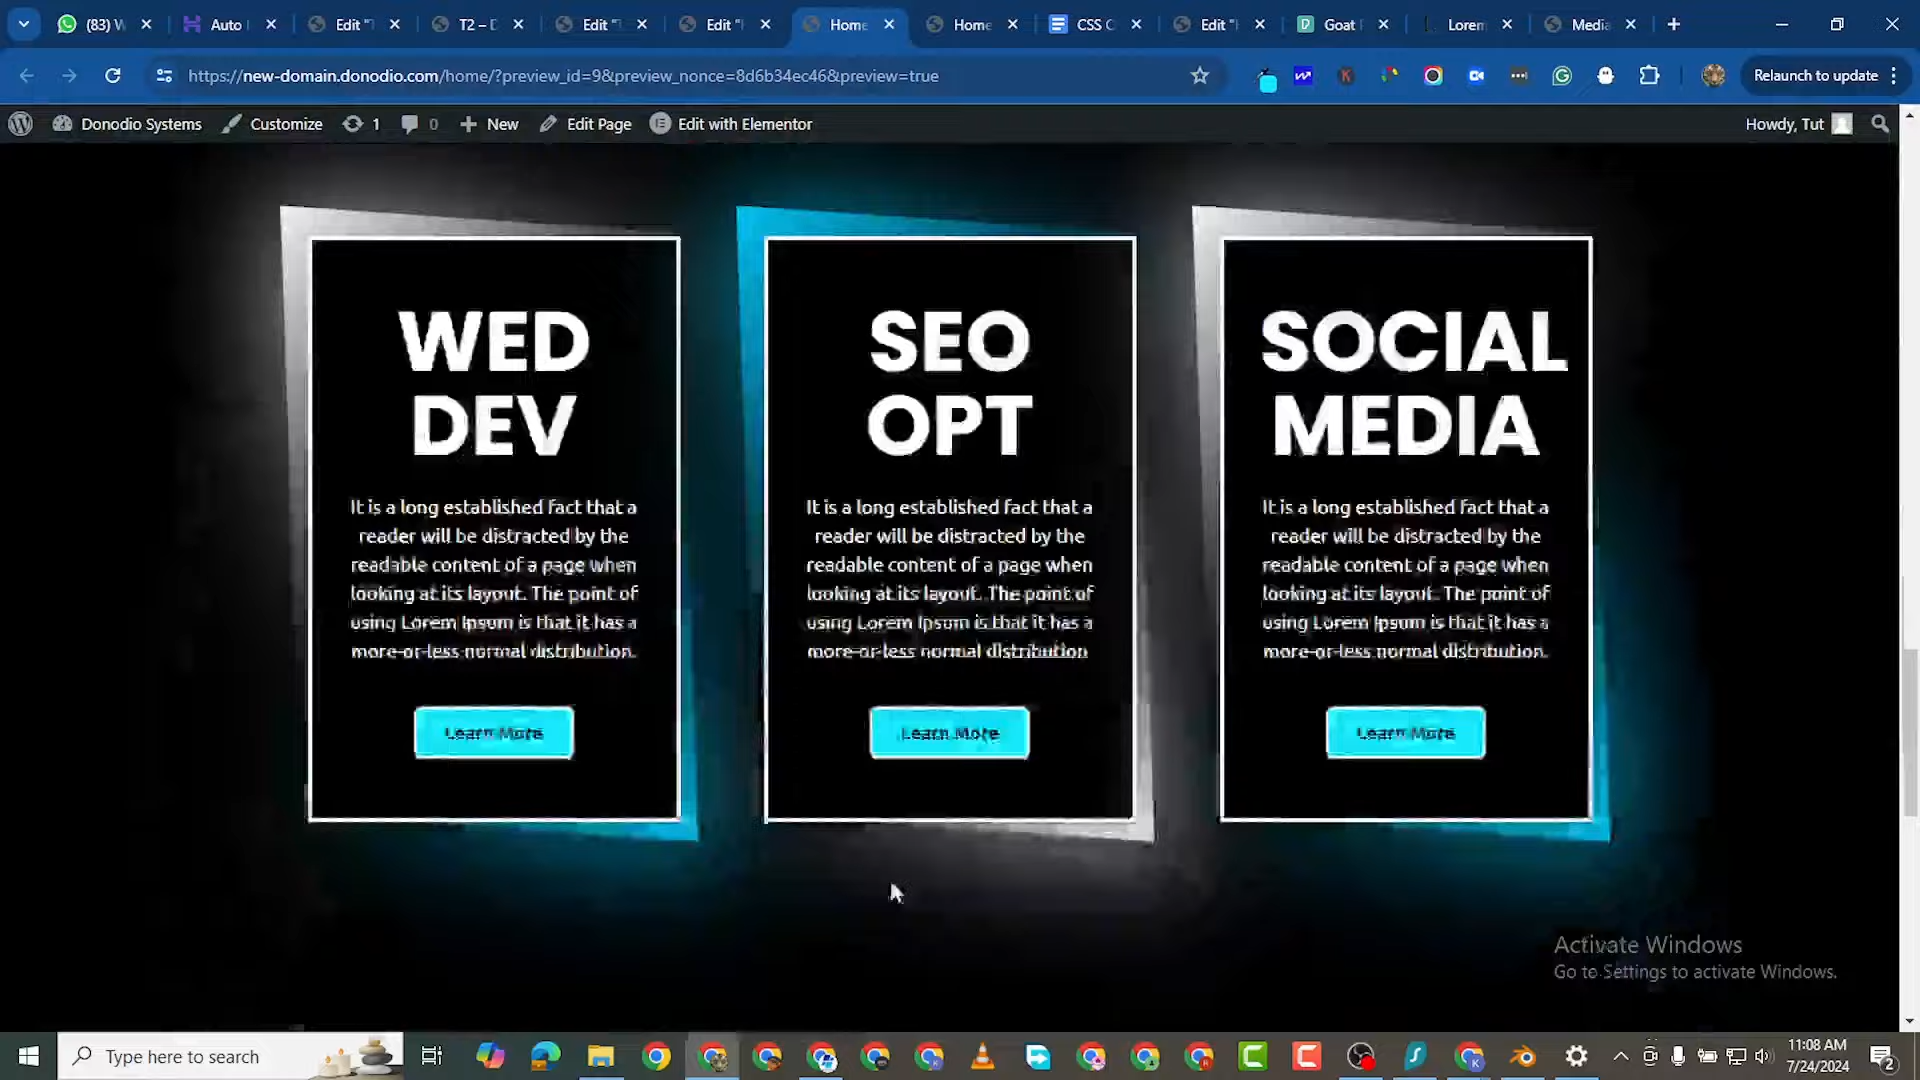 (83) W
Auto
Edit "T
T2 – D
Edit "T
Edit "
Home
Home
CSS C
Edit "
Goat
Lorem
Media
https://new-domain.donodio.com/home/?preview_id=9&preview_nonce=8d6b34ec46&preview=true
Relaunch to update
Donodio Systems
Customize
1
0
New
Edit Page
Edit with Elementor
Howdy, Tut
WED
DEV
It is a long established fact that a
reader will be distracted by the
readable content of a page when
looking at its layout. The point of
using Lorem Ipsum is that it has a
more-or-less normal distribution.
Learn More
SEO
OPT
It is a long established fact that a
reader will be distracted by the
readable content of a page when
looking at its layout. The point of
using Lorem Ipsum is that it has a
more-or-less normal distribution
Learn More
SOCIAL
MEDIA
It is a long established fact that a
reader will be distracted by the
readable content of a page when
looking at its layout. The point of
using Lorem Ipsum is that it has a
more-or-less normal distribution.
Learn More
Activate Windows
Go to Settings to activate Windows.
Type here to search
11:08 AM
7/24/2024
2